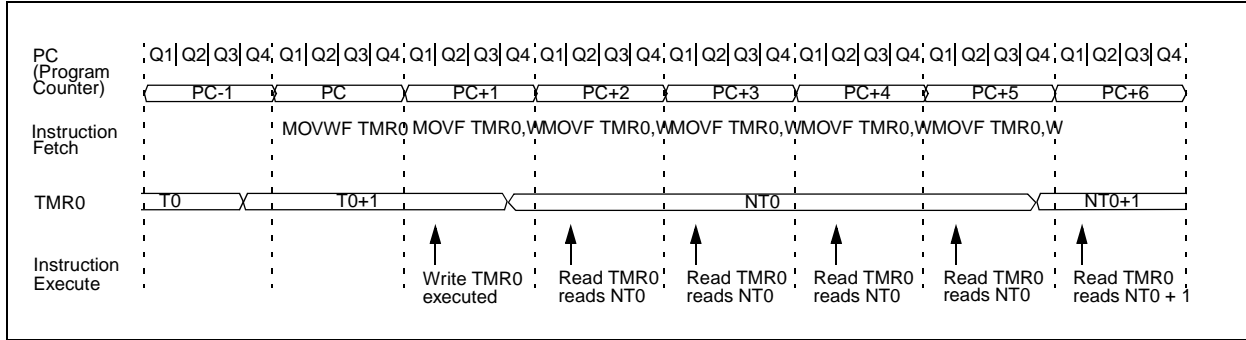 PC (Program Counter)
Q1 Q2 Q3 Q4 Q1 Q2 Q3 Q4 Q1 Q2 Q3 Q4 Q1 Q2 Q3 Q4 Q1 Q2 Q3 Q4 Q1 Q2 Q3 Q4 Q1 Q2 Q3 Q4 Q1 Q2 Q3 Q4
PC-1 PC PC+1 PC+2 PC+3 PC+4 PC+5 PC+6
Instruction Fetch
MOVWF TMR0 MOVF TMR0,W MOVF TMR0,W MOVF TMR0,W MOVF TMR0,W MOVF TMR0,W
TMR0
T0 T0+1 NT0 NT0+1
Instruction Execute
Write TMR0 executed
Read TMR0 reads NT0
Read TMR0 reads NT0
Read TMR0 reads NT0
Read TMR0 reads NT0
Read TMR0 reads NT0 + 1